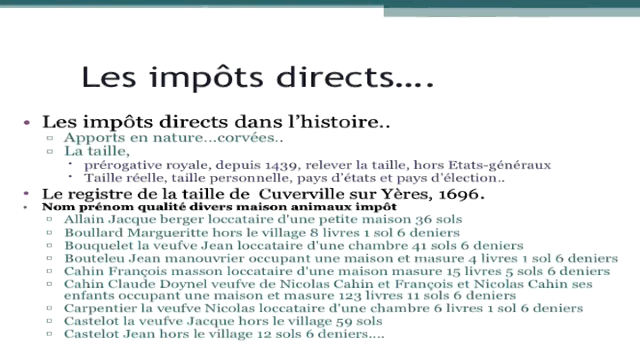 Les impôts directs….
Les impôts directs dans l'histoire..
Apports en nature...corvées..
La taille,
prérogative royale, depuis 1439, relever la taille, hors Etats-généraux
Taille réelle, taille personnelle, pays d'états et pays d'élection..
Le registre de la taille de Cuverville sur Yères, 1696.
Nom prénom qualité divers maison animaux impôt
Allain Jacque berger loccataire d'une petite maison 36 sols
Boullard Margueritte hors le village 8 livres 1 sol 6 deniers
Bouquelet la veufve Jean loccataire d'une chambre 41 sols 6 deniers
Bouteleu Jean manouvrier occupant une maison et masure 4 livres 1 sol 6 deniers
Cahin François masson loccataire d'une maison masure 15 livres 5 sols 6 deniers
Cahin Claude Doynel veufve de Nicolas Cahin et François et Nicolas Cahin ses
enfants occupant une maison et masure 123 livres 11 sols 6 deniers
Carpentier la veufve Nicolas loccataire d'une chambre 6 livres 1 sol 6 deniers
Castelot la veufve Jacque hors le village 59 sols
Castelot Jean hors le village 12 sols 6 deniers....